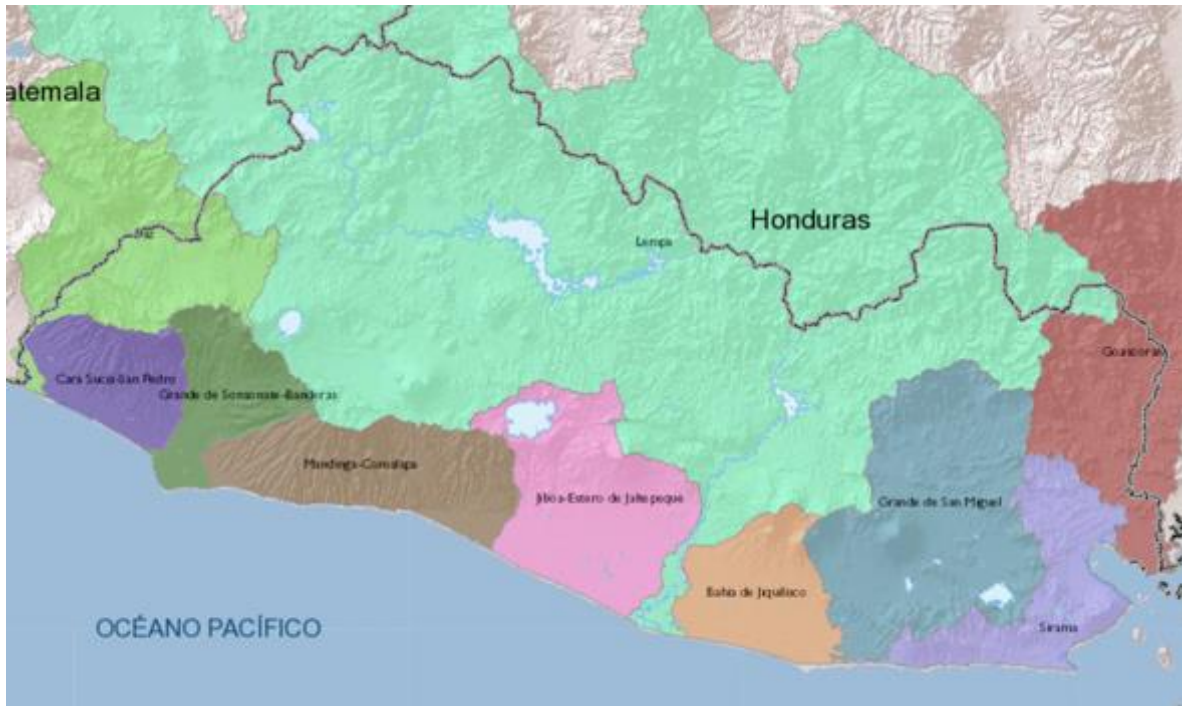 atemala
Honduras
Paz
Lempa
Goascorán
Cara Sucia-San Pedro
Grande de Sonsonate-Banderas
Mandinga-Comalapa
Jiboa-Estero de Jaltepeque
Grande de San Miguel
Bahía de Jiquilisco
Sirama
OCÉANO PACÍFICO